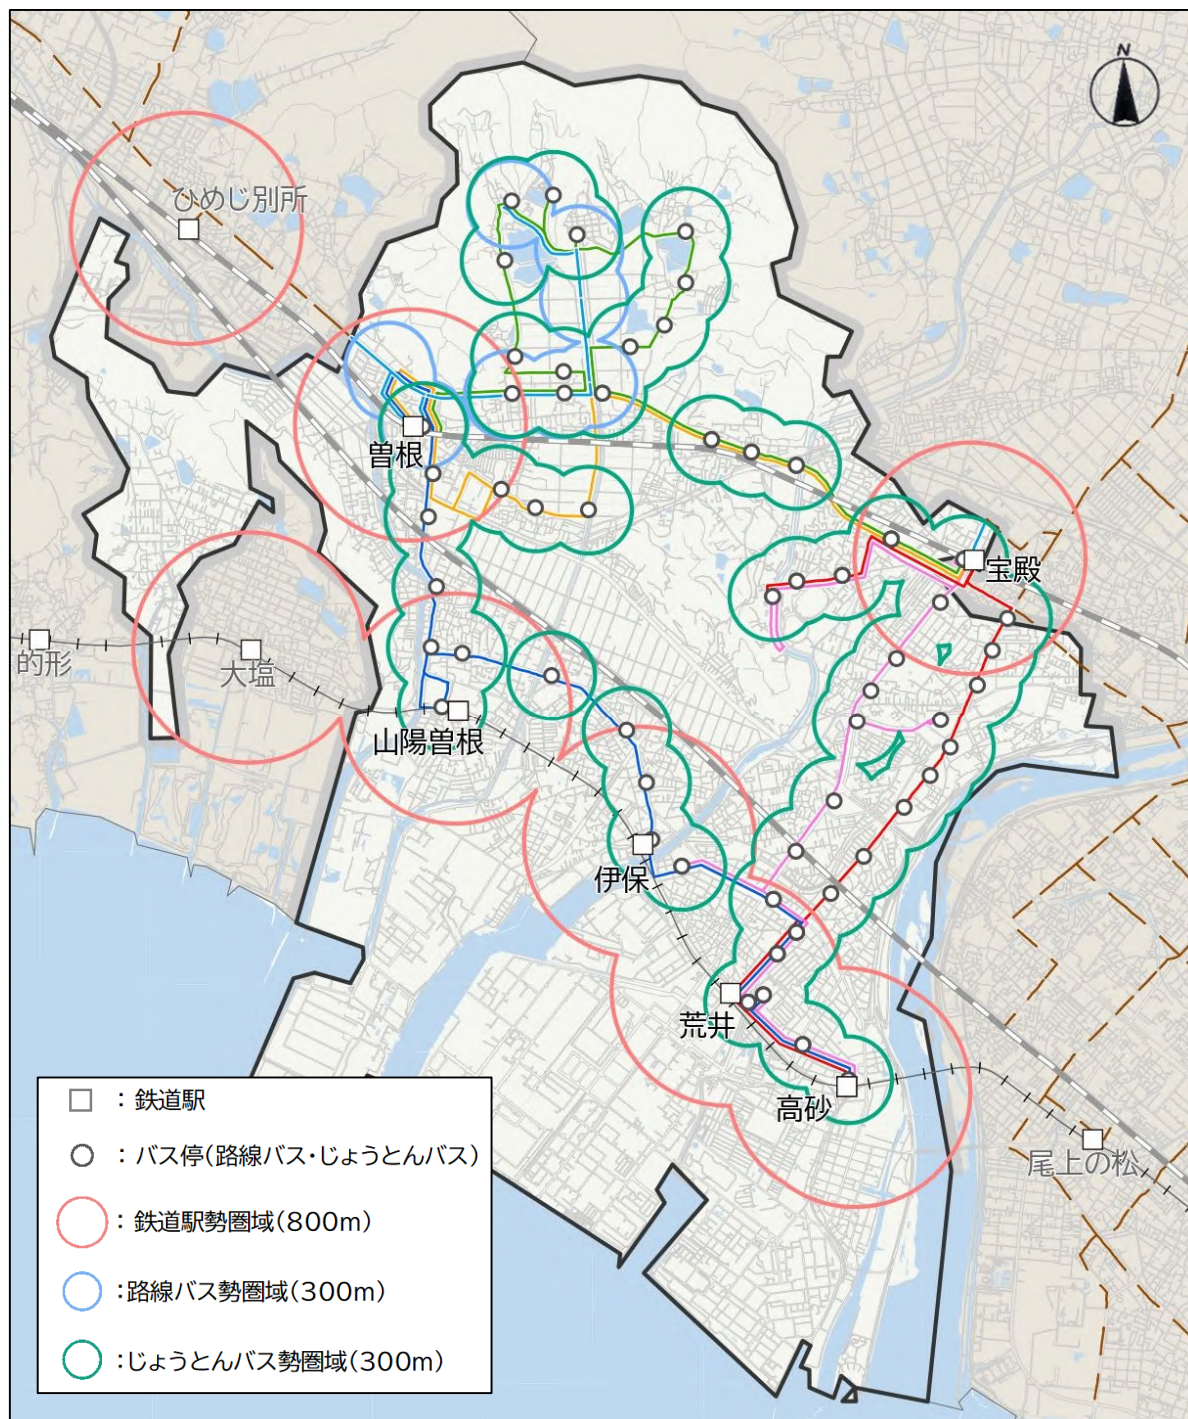 N
ひめじ別所
曽根
宝殿
的形
大塩
山陽曽根
伊保
荒井
高砂
尾上の松
：鉄道駅
：バス停(路線バス・じょうとんバス)
：鉄道駅勢圏域(800m)
：路線バス勢圏域(300m)
：じょうとんバス勢圏域(300m)